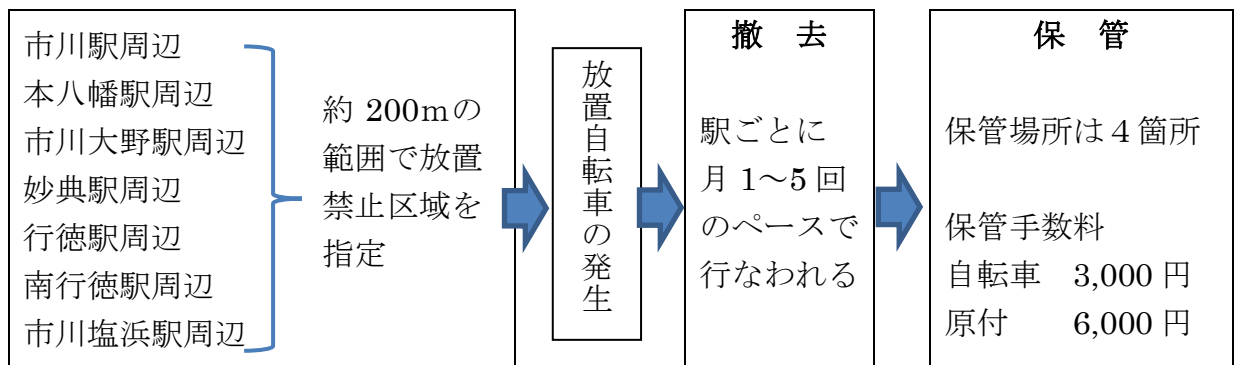 市川駅周辺
本八幡駅周辺
市川大野駅周辺
妙典駅周辺
行徳駅周辺
南行徳駅周辺
市川塩浜駅周辺
約 200mの
範囲で放置
禁止区域を
指定
放置自転車の発生
撤　去
駅ごとに
月 1～5 回
のペースで
行なわれる
保　管
保管場所は４箇所
保管手数料
自転車　3,000 円
原付　　6,000 円